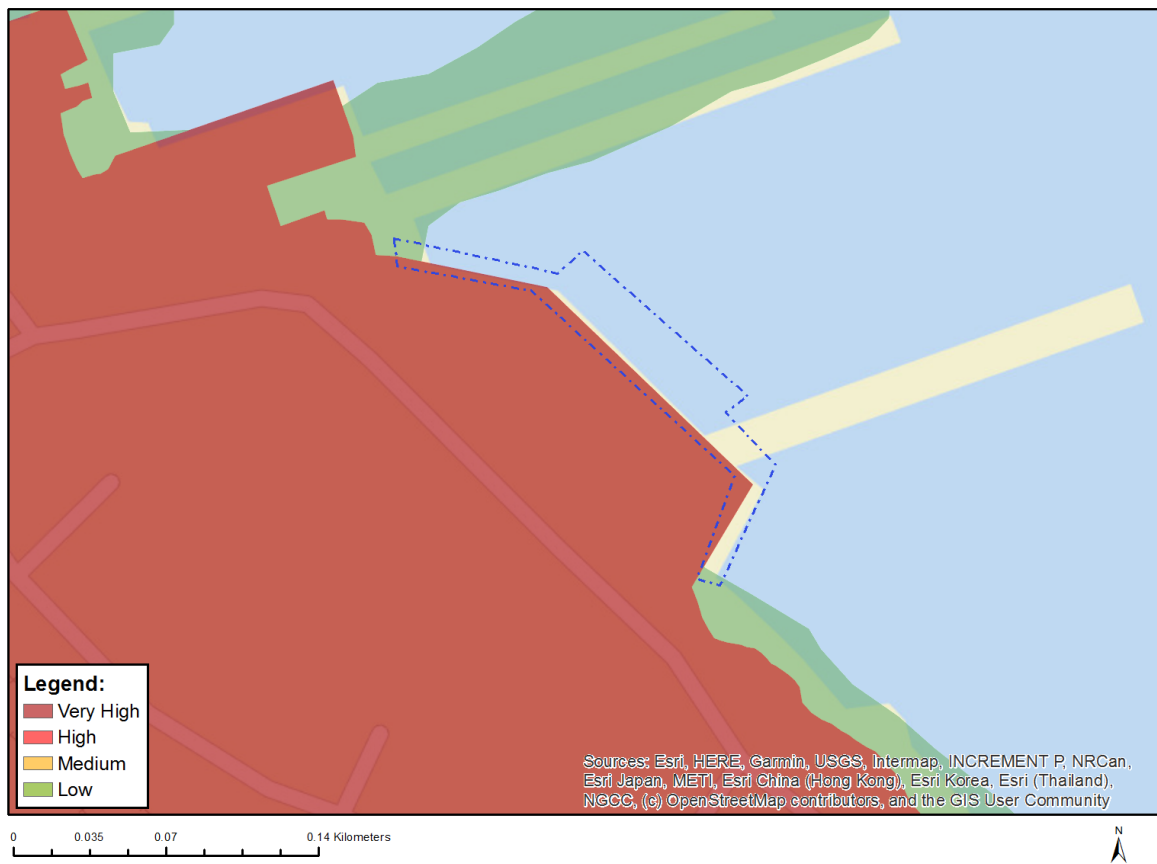 Legend:
Very High
High
Medium
Low
Sources: Esri, HERE, Garmin, USGS, Intermap, INCREMENT P, NRCan,
Esri Japan, METI, Esri China (Hong Kong), Esri Korea, Esri (Thailand),
NGCC, (c) OpenStreetMap contributors, and the GIS User Community
0 0.035 0.07 0.14 Kilometers
N